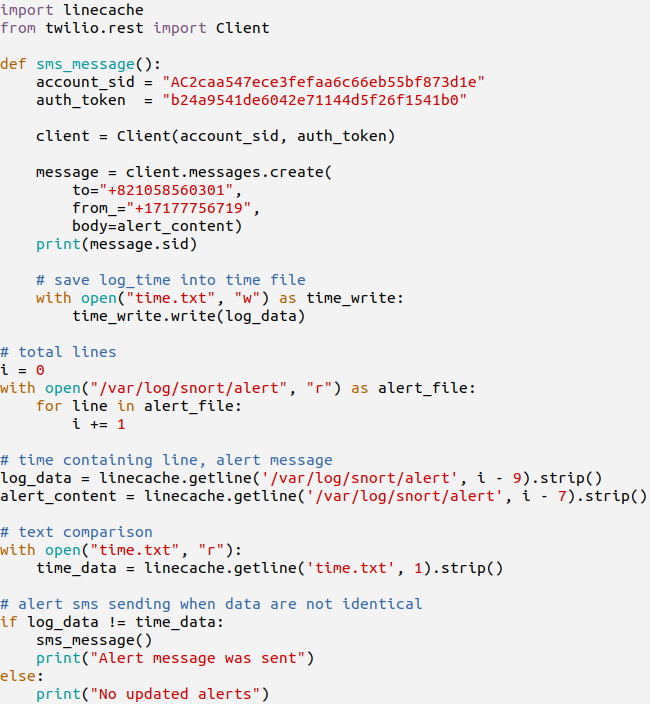 import linecache
from twilio.rest import Client

def sms_message():
    account_sid = "AC2caa547ece3fefaa6c66eb55bf873d1e"
    auth_token  = "b24a9541de6042e71144d5f26f1541b0"

    client = Client(account_sid, auth_token)

    message = client.messages.create(
        to="+821058560301",
        from_="+17177756719",
        body=alert_content)
    print(message.sid)

    # save log_time into time file
    with open("time.txt", "w") as time_write:
        time_write.write(log_data)

# total lines
i = 0
with open("/var/log/snort/alert", "r") as alert_file:
    for line in alert_file:
        i += 1

# time containing line, alert message
log_data = linecache.getline('/var/log/snort/alert', i - 9).strip()
alert_content = linecache.getline('/var/log/snort/alert', i - 7).strip()

# text comparison
with open("time.txt", "r"):
    time_data = linecache.getline('time.txt', 1).strip()

# alert sms sending when data are not identical
if log_data != time_data:
    sms_message()
    print("Alert message was sent")
else:
    print("No updated alerts")